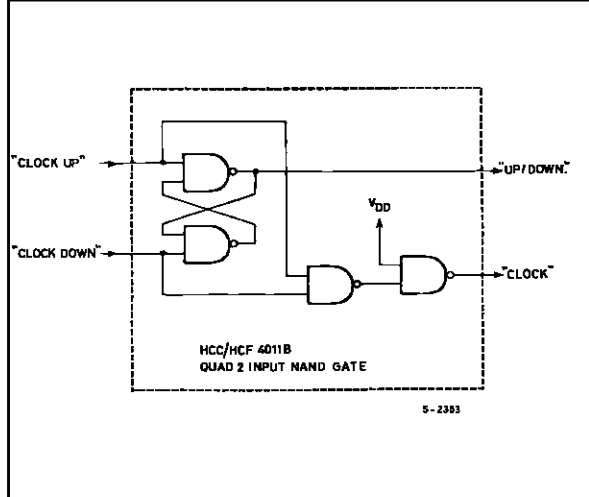 "CLOCK UP"
"UP/DOWN."
VDD
"CLOCK DOWN"
"CLOCK"
HCC/HCF 4011B
QUAD 2 INPUT NAND GATE
5-2353